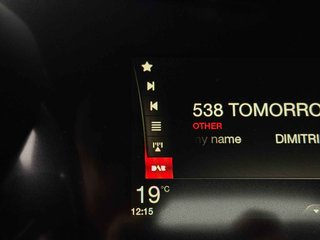 538 TOMORRO
OTHER
ny name DIMITRI
DAB
19°C
12:15